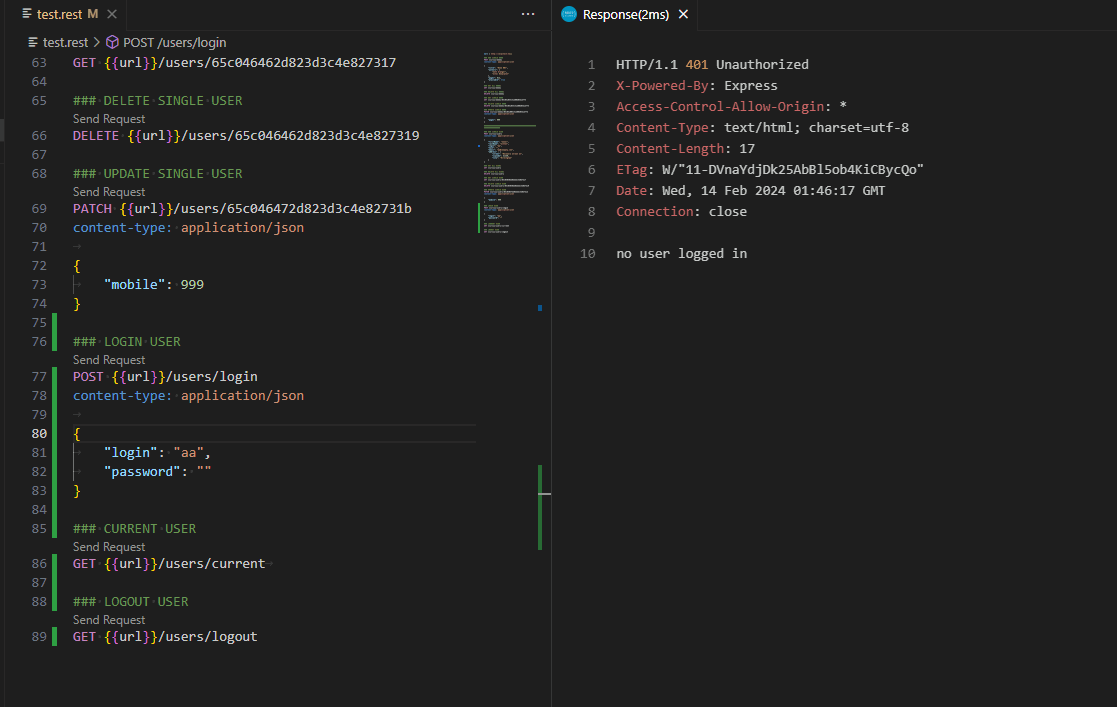 test.rest M
test.rest > POST /users/login
63 GET {{url}}/users/65c046462d823d3c4e827317
64
65 ### DELETE SINGLE USER
Send Request
66 DELETE {{url}}/users/65c046462d823d3c4e827319
67
68 ### UPDATE SINGLE USER
Send Request
69 PATCH {{url}}/users/65c046472d823d3c4e82731b
70 content-type: application/json
71
72 {
73 "mobile": 999
74 }
75
76 ### LOGIN USER
Send Request
77 POST {{url}}/users/login
78 content-type: application/json
79
80 {
81 "login": "aa",
82 "password": ""
83 }
84
85 ### CURRENT USER
Send Request
86 GET {{url}}/users/current
87
88 ### LOGOUT USER
Send Request
89 GET {{url}}/users/logout
Response(2ms)
1 HTTP/1.1 401 Unauthorized
2 X-Powered-By: Express
3 Access-Control-Allow-Origin: *
4 Content-Type: text/html; charset=utf-8
5 Content-Length: 17
6 ETag: W/"11-DVnaYdjDk25AbBl5ob4KiCBycQo"
7 Date: Wed, 14 Feb 2024 01:46:17 GMT
8 Connection: close
9
10 no user logged in